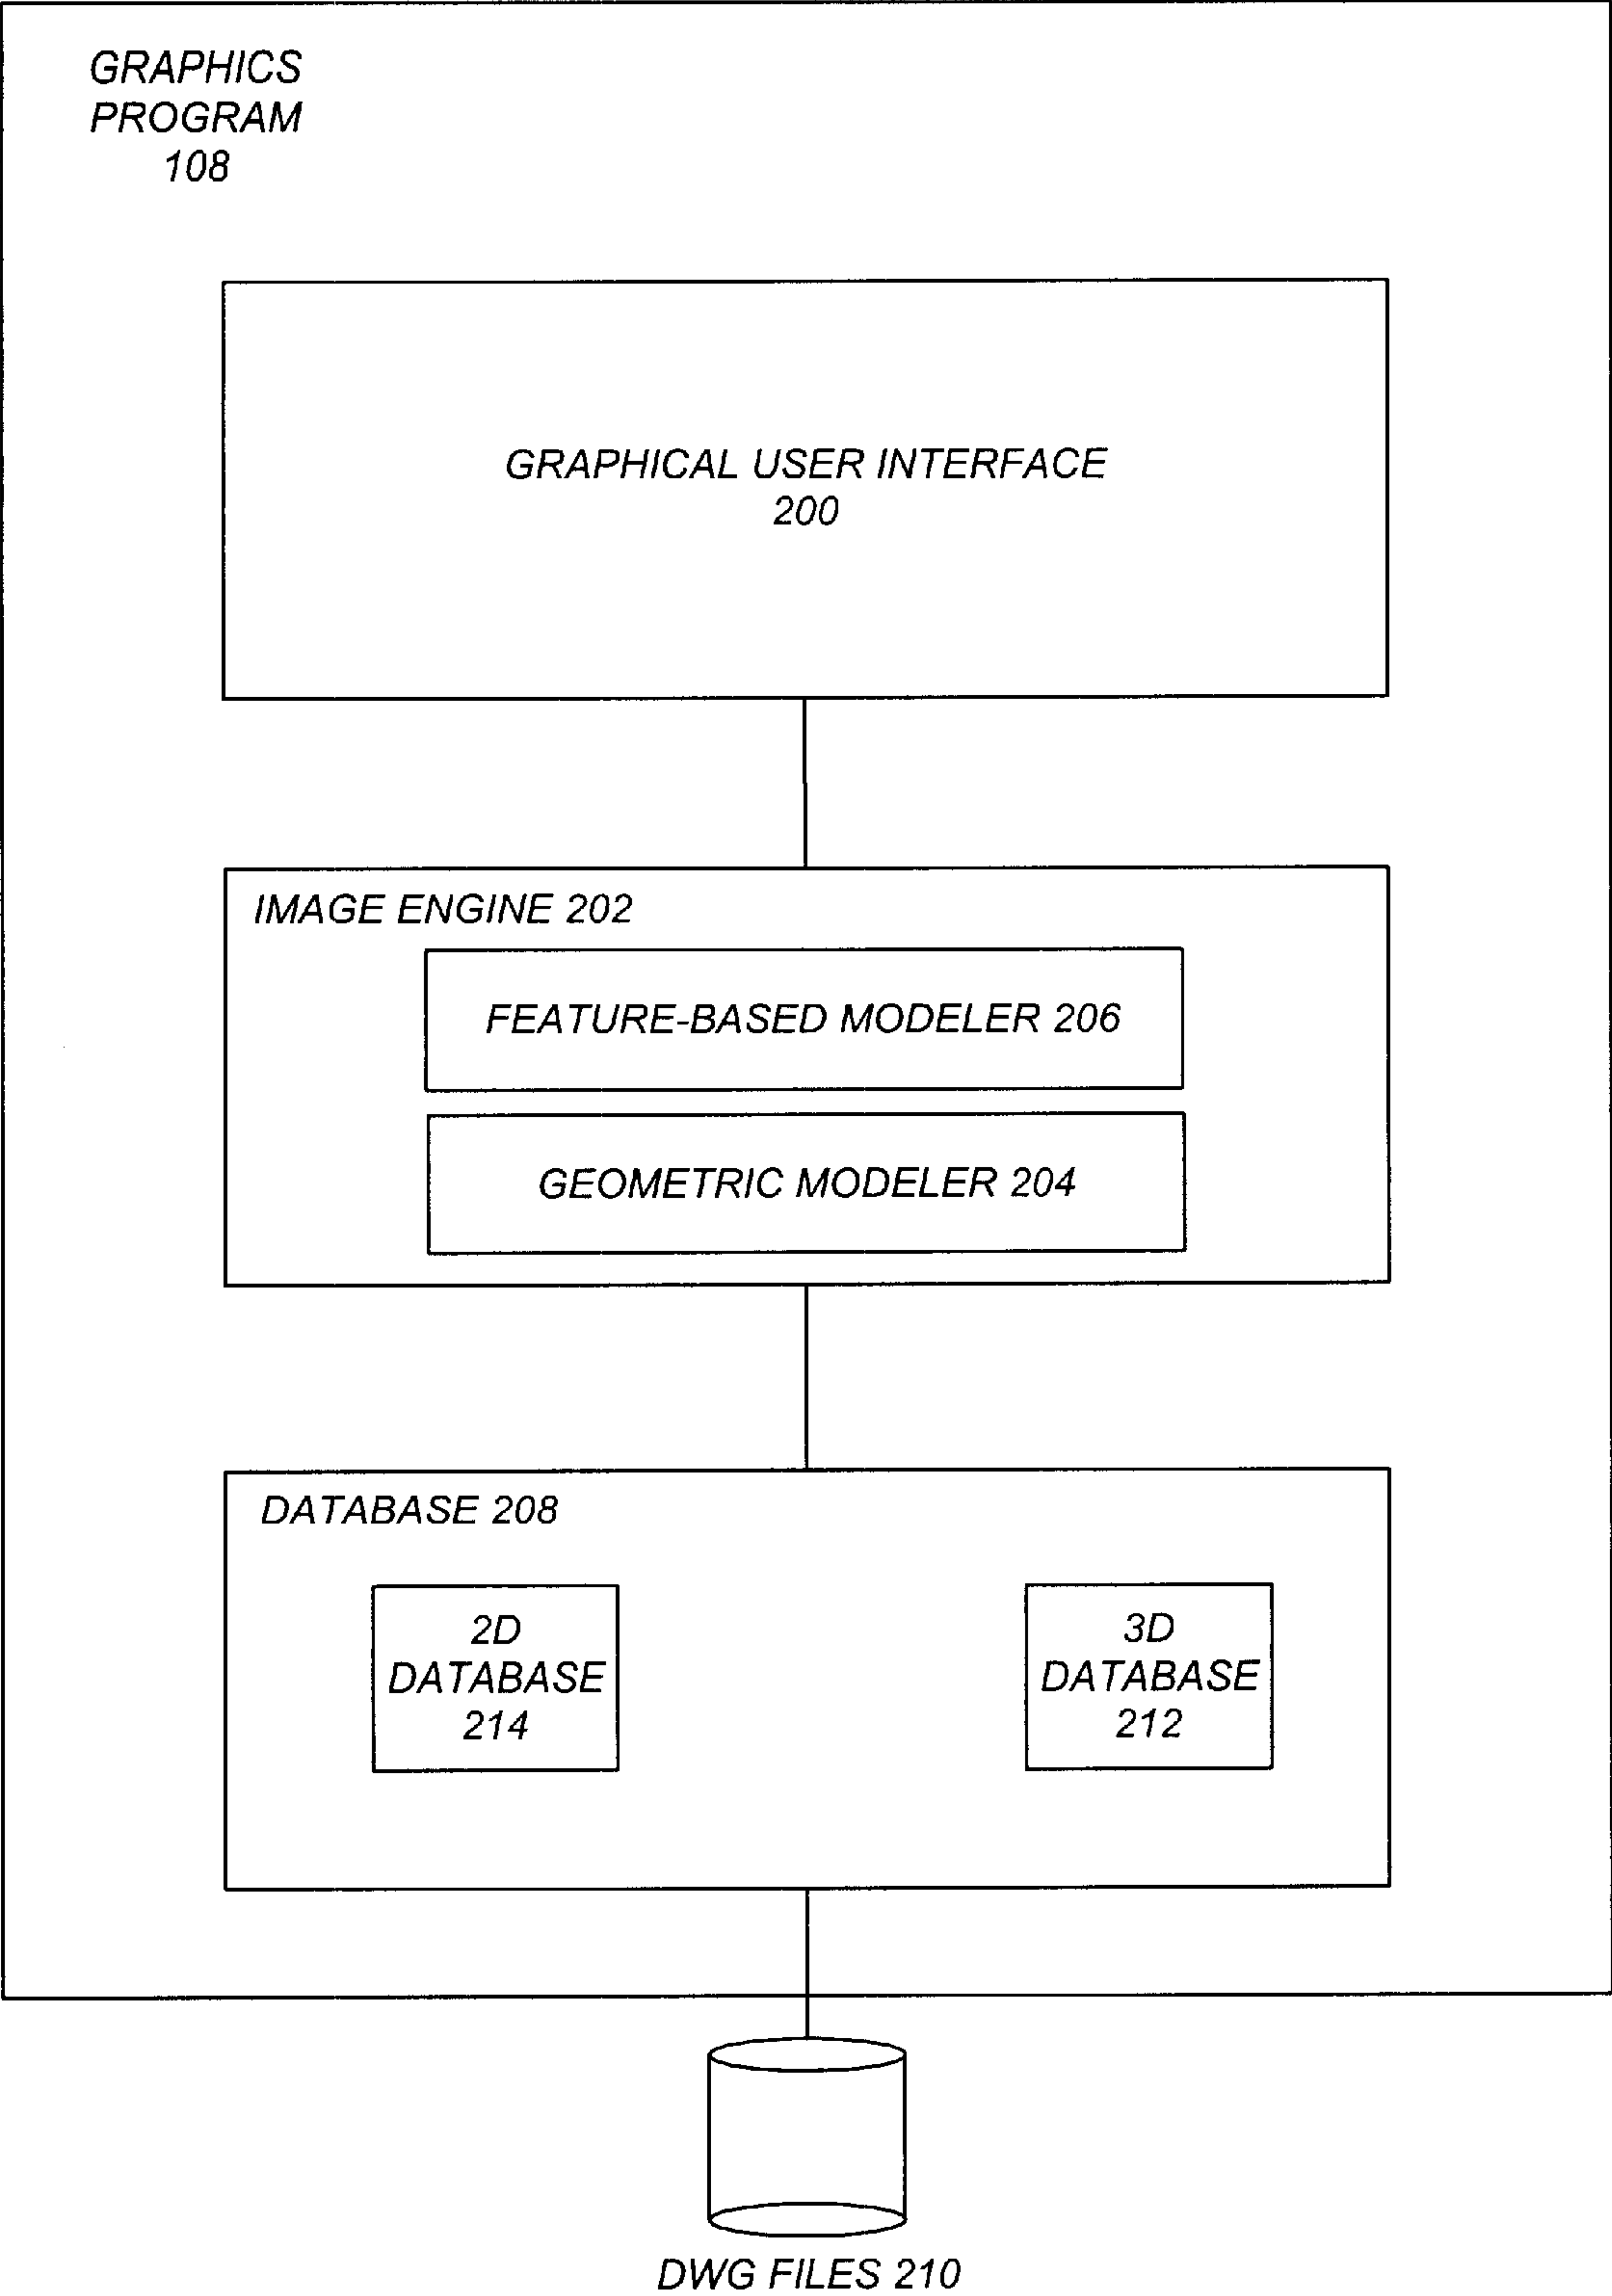 GRAPHICS
PROGRAM
108
GRAPHICAL USER INTERFACE
200
IMAGE ENGINE 202
FEATURE-BASED MODELER 206
GEOMETRIC MODELER 204
DATABASE 208
2D
DATABASE
214
3D
DATABASE
212
DWG FILES 210